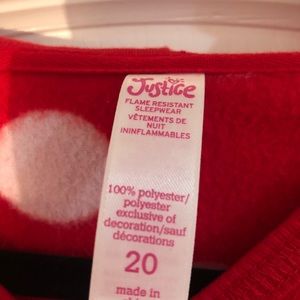 Justice
FLAME RESISTANT
SLEEPWEAR
VÊTEMENTS DE
NUIT
ININFLAMMABLES
100% polyester/
polyester
exclusive of
decoration/sauf
décorations
20
made in